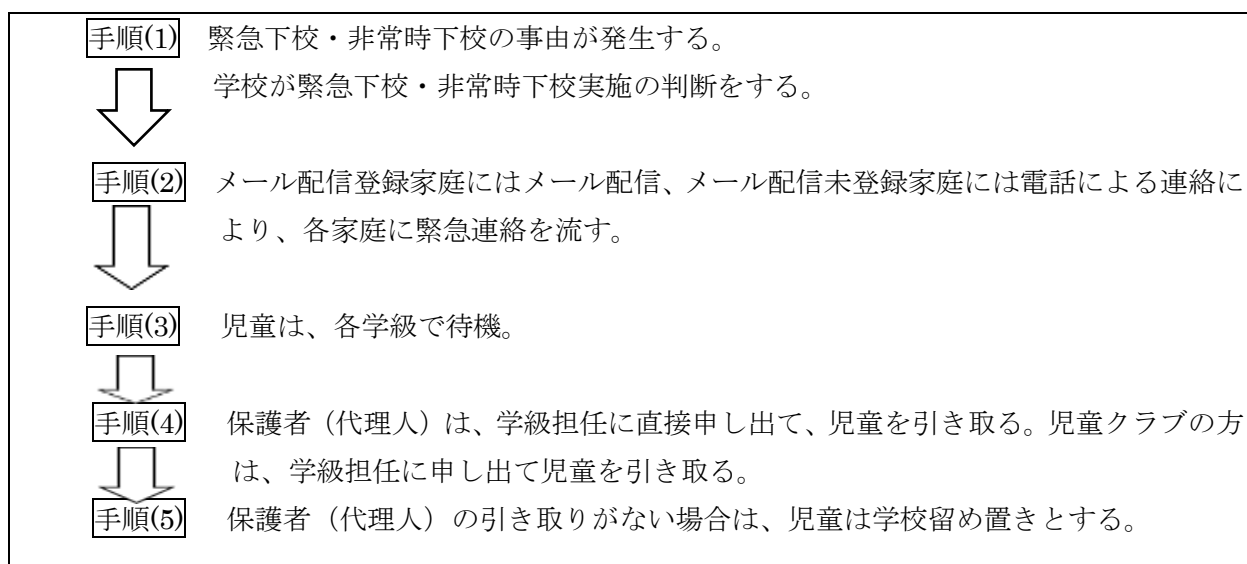 手順(1) 緊急下校・非常時下校の事由が発生する。
学校が緊急下校・非常時下校実施の判断をする。
手順(2) メール配信登録家庭にはメール配信、メール配信未登録家庭には電話による連絡に
より、各家庭に緊急連絡を流す。
手順(3) 児童は、各学級で待機。
手順(4) 保護者（代理人）は、学級担任に直接申し出て、児童を引き取る。児童クラブの方
は、学級担任に申し出て児童を引き取る。
手順(5) 保護者（代理人）の引き取りがない場合は、児童は学校留め置きとする。